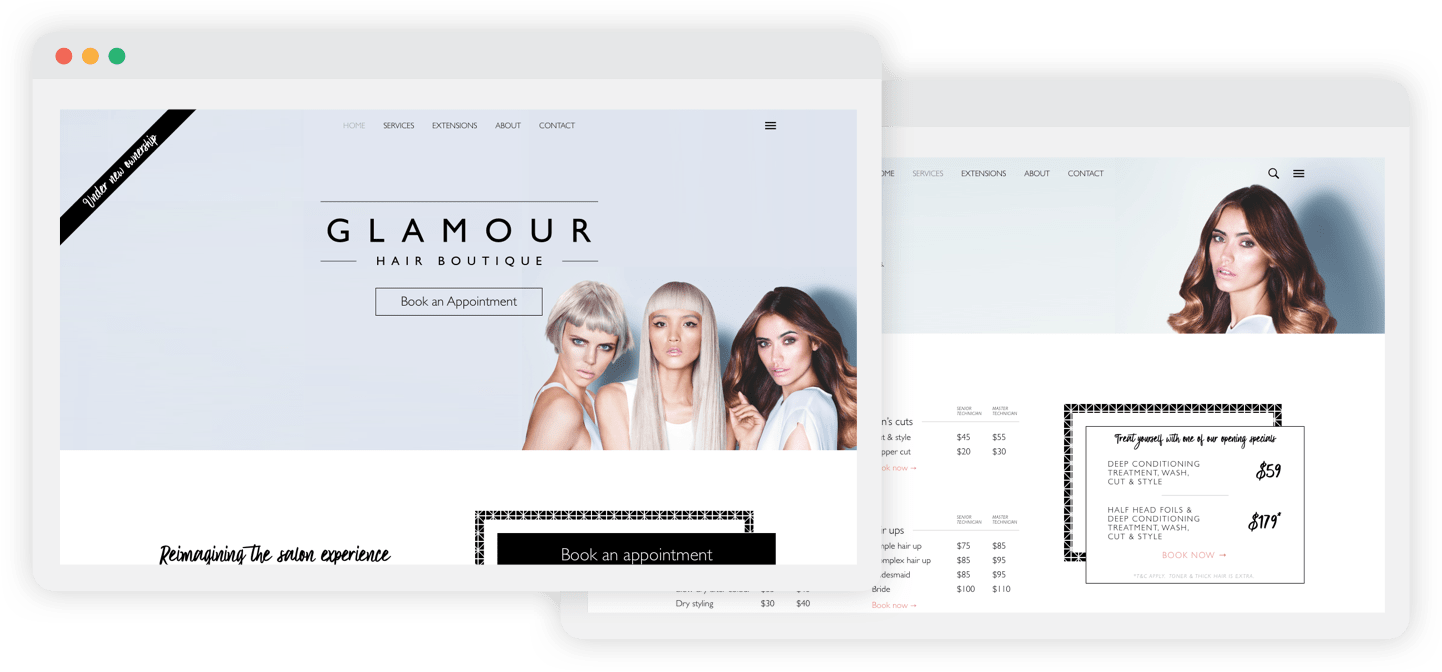 Under new ownership
HOME SERVICES EXTENSIONS ABOUT CONTACT
GLAMOUR
HAIR BOUTIQUE
Book an Appointment
Reimagining the salon experience
Book an appointment
OME SERVICES EXTENSIONS ABOUT CONTACT
SENIOR TECHNICIAN MASTER TECHNICIAN
n's cuts
t & style $45 $55
pper cut $20 $30
ok now →
SENIOR TECHNICIAN MASTER TECHNICIAN
r ups
mple hair up $75 $85
mplex hair up $85 $95
desmaid $85 $95
Bride $100 $110
Book now →
Dry styling $30 $40
Treat yourself with one of our opening specials
DEEP CONDITIONING
TREATMENT, WASH,
CUT & STYLE
$59
HALF HEAD FOILS &
DEEP CONDITIONING
TREATMENT, WASH,
CUT & STYLE
$179*
BOOK NOW →
*T&C APPLY. TONER & THICK HAIR IS EXTRA.